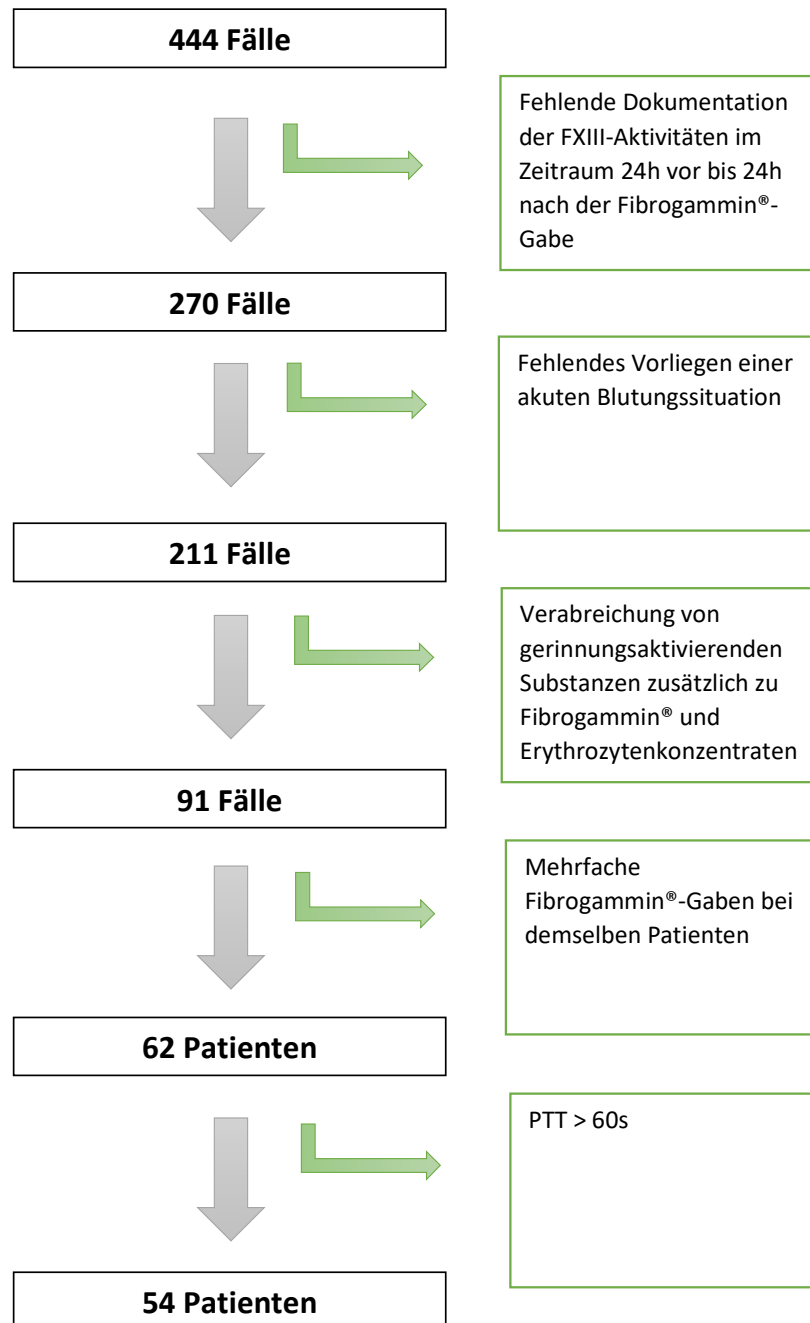 444 Fälle
Fehlende Dokumentation
der FXIII-Aktivitäten im
Zeitraum 24h vor bis 24h
nach der Fibrogammin®-
Gabe
270 Fälle
Fehlendes Vorliegen einer
akuten Blutungssituation
211 Fälle
Verabreichung von
gerinnungsaktivierenden
Substanzen zusätzlich zu
Fibrogammin® und
Erythrozytenkonzentraten
91 Fälle
Mehrfache
Fibrogammin®-Gaben bei
demselben Patienten
62 Patienten
PTT > 60s
54 Patienten